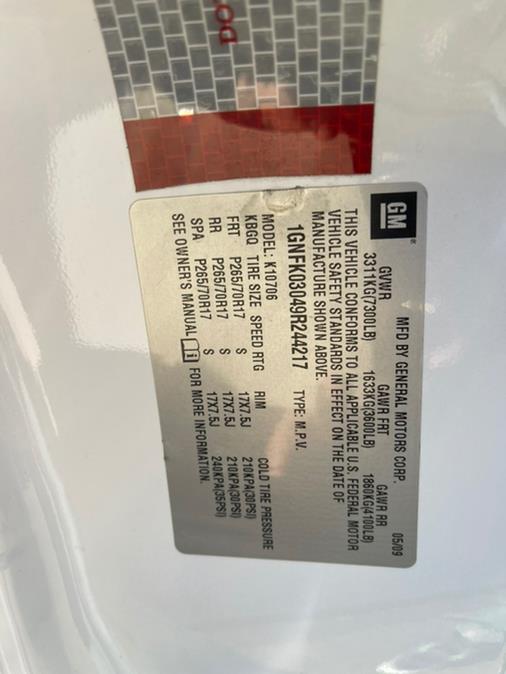 DO
GM
MFD BY GENERAL MOTORS CORP. 05/09
GVWR GAWR FRT GAWR RR
3311KG(7300LB) 1633KG(3600LB) 1860KG(4100LB)
THIS VEHICLE CONFORMS TO ALL APPLICABLE U.S. FEDERAL MOTOR
VEHICLE SAFETY STANDARDS IN EFFECT ON THE DATE OF
MANUFACTURE SHOWN ABOVE.
1GNFK03049R244217 TYPE: M.P.V.
MODEL: K10706
KBGQ TIRE SIZE SPEED RTG RIM COLD TIRE PRESSURE
FRT P265/70R17 S 17X7.5J 210KPA(30PSI)
RR P265/70R17 S 17X7.5J 210KPA(30PSI)
SPA P265/70R17 S 17X7.5J 240KPA(35PSI)
SEE OWNER'S MANUAL FOR MORE INFORMATION.